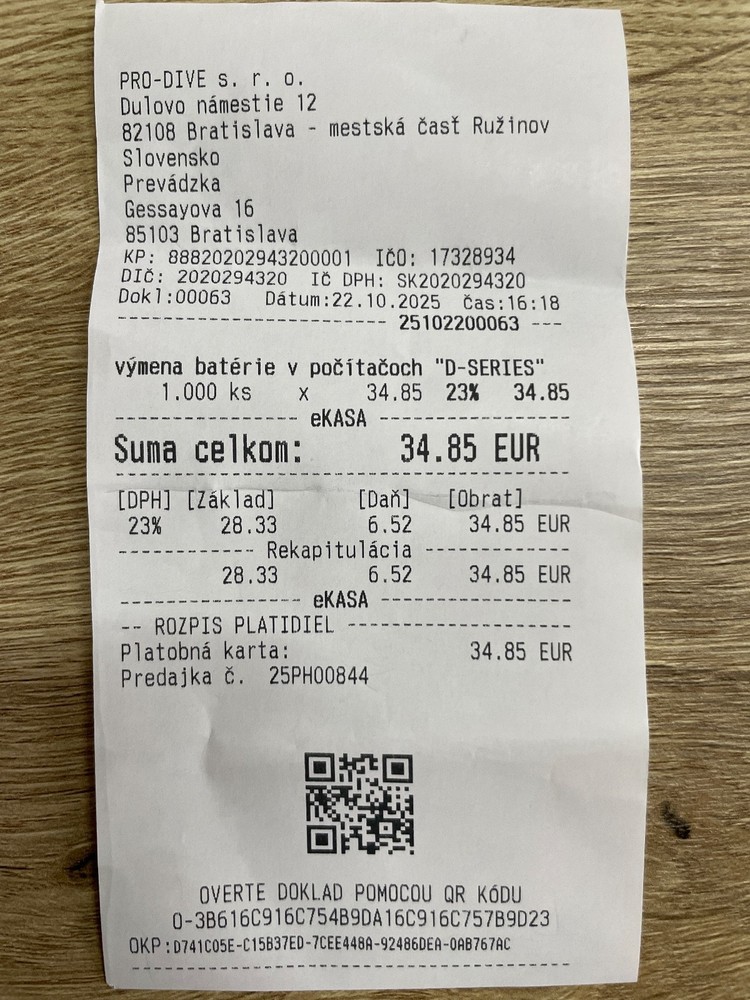 PRO-DIVE s. r. o.
Dulovo námestie 12
82108 Bratislava - mestská časť Ružinov
Slovensko
Prevádzka
Gessayova 16
85103 Bratislava
KP: 88820202943200001 IČO: 17328934
DIČ: 2020294320 IČ DPH: SK2020294320
Dokl:00063 Dátum:22.10.2025 čas:16:18
------------------------ 25102200063 ---
výmena batérie v počítačoch "D-SERIES"
1.000 ks x 34.85 23% 34.85
---------------- eKASA ----------------
Suma celkom: 34.85 EUR
[DPH] [Základ] [Daň] [Obrat]
23% 28.33 6.52 34.85 EUR
------------ Rekapitulácia -------------
28.33 6.52 34.85 EUR
---------------- eKASA ----------------
-- ROZPIS PLATIDIEL --------------------
Platobná karta: 34.85 EUR
Predajka č. 25PH00844
OVERTE DOKLAD POMOCOU QR KóDU
O-3B616C916C754B9DA16C916C757B9D23
OKP:D741C05E-C15B37ED-7CEE448A-92486DEA-0AB767AC